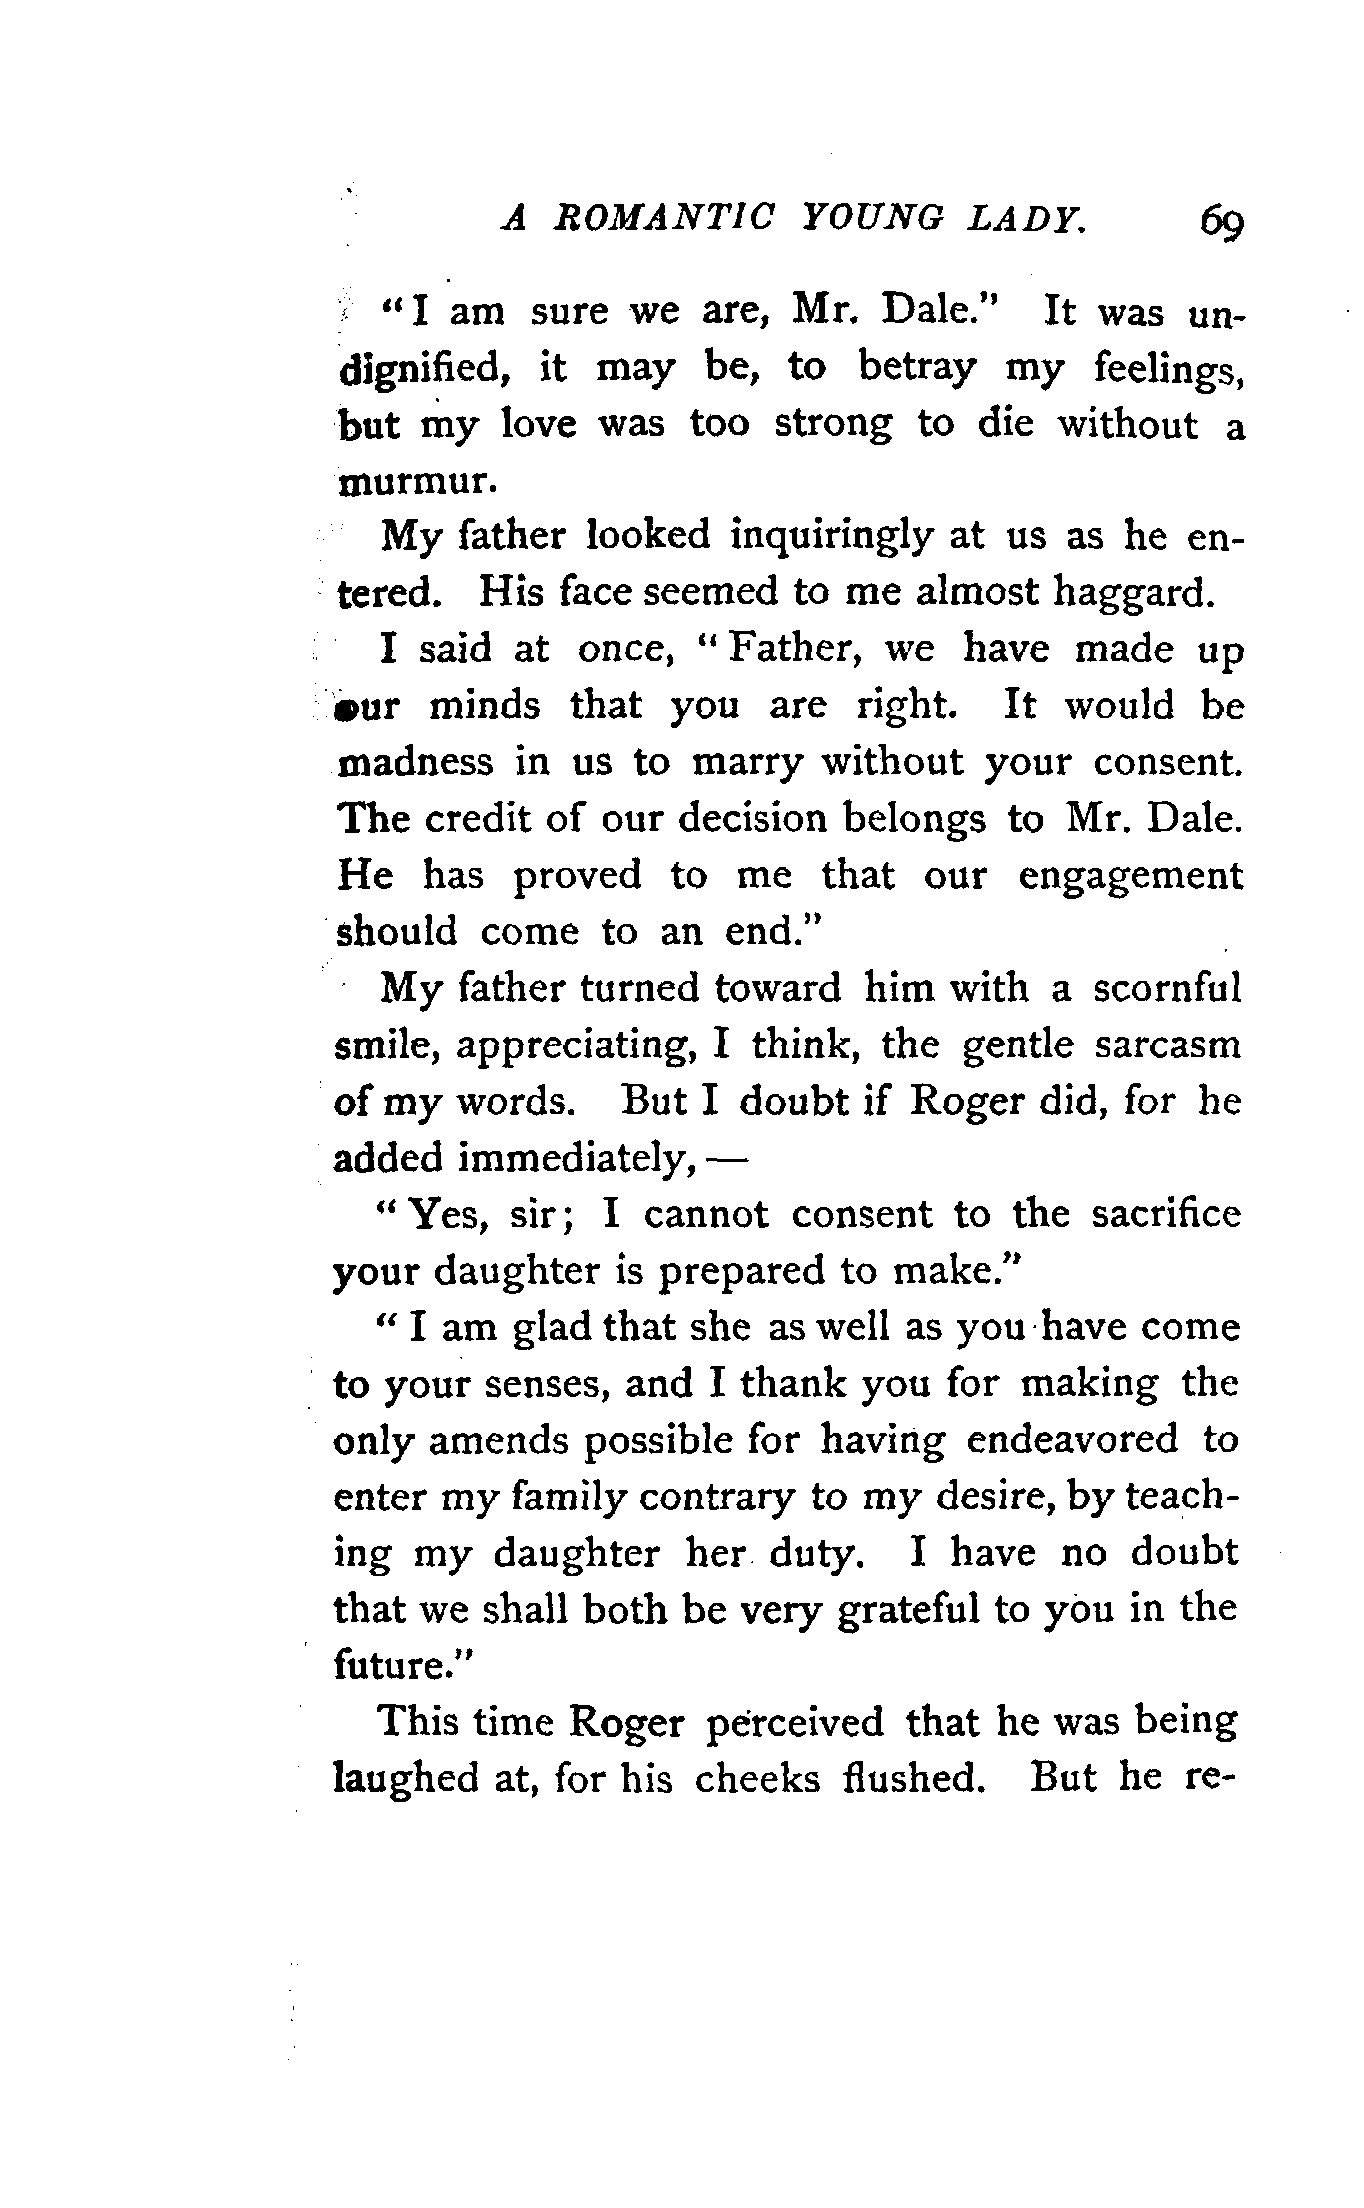 A ROMANTIC YOUNG LADY. 69
"I am sure we are, Mr. Dale." It was un-
dignified, it may be, to betray my feelings,
but my love was too strong to die without a
murmur.
My father looked inquiringly at us as he en-
tered. His face seemed to me almost haggard.
I said at once, "Father, we have made up
our minds that you are right. It would be
madness in us to marry without your consent.
The credit of our decision belongs to Mr. Dale.
He has proved to me that our engagement
should come to an end."
My father turned toward him with a scornful
smile, appreciating, I think, the gentle sarcasm
of my words. But I doubt if Roger did, for he
added immediately, —
"Yes, sir; I cannot consent to the sacrifice
your daughter is prepared to make."
"I am glad that she as well as you have come
to your senses, and I thank you for making the
only amends possible for having endeavored to
enter my family contrary to my desire, by teach-
ing my daughter her duty. I have no doubt
that we shall both be very grateful to you in the
future."
This time Roger perceived that he was being
laughed at, for his cheeks flushed. But he re-